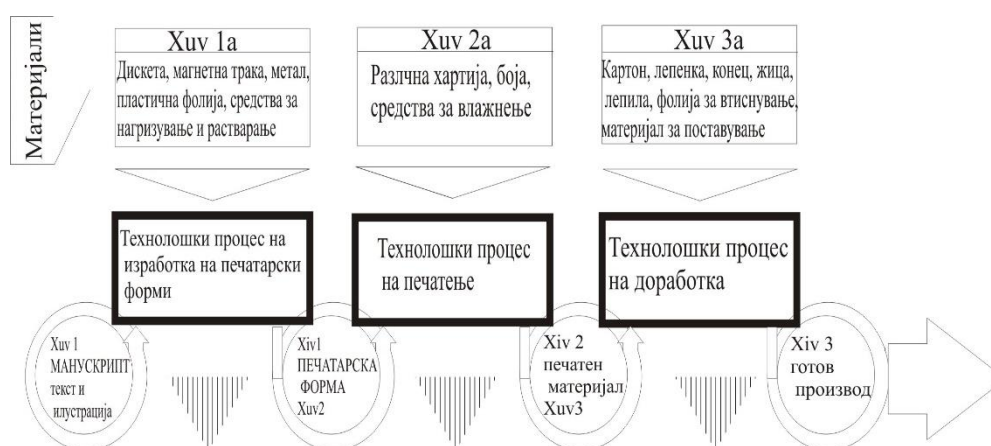 Материјали
Xuv 1a
Дискета, магнетна трака, метал,
пластична фолија, средства за
нагризување и растварање
Xuv 2a
Разлчна хартија, боја,
средства за влажнење
Xuv 3a
Картон, лепенка, конец, жица,
лепила, фолија за втиснување,
материјал за поставување
Технолошки процес на
изработка на печатарски
форми
Технолошки процес
на печатење
Технолошки процес
на доработка
Xuv 1
МАНУСКРИПТ
текст и
илустрација
Xiv1
ПЕЧАТАРСКА
ФОРМА
Xuv2
Xiv 2
печатен
материјал
Xuv3
Xiv 3
готов
производ